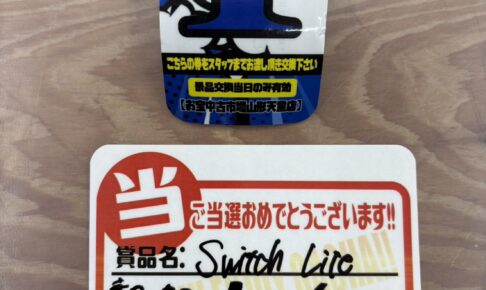 こちらの券をスタッフまでお渡し頂き交換下さい
景品交換当日のみ有効
【お宝中古市場山形天童店】
当
ご当選おめでとうございます!!
賞品名: Switch Lite